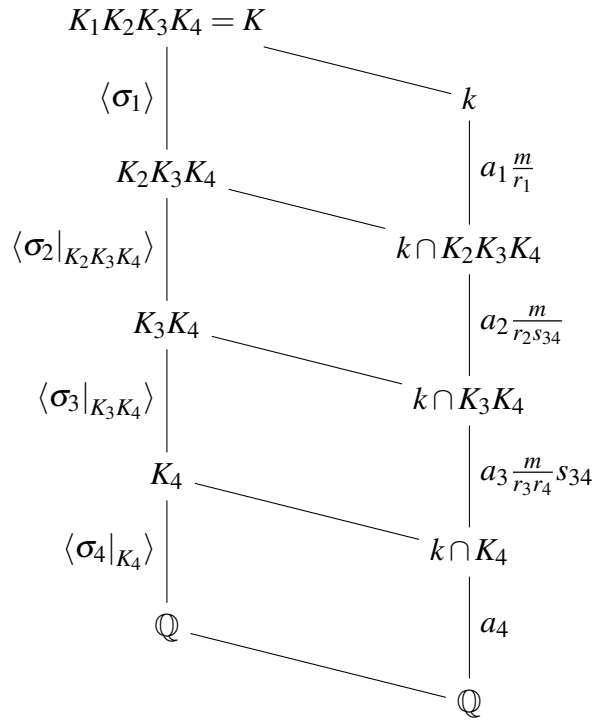 K₁K₂K₃K₄ = K
⟨σ₁⟩
k
a₁ m/r₁
K₂K₃K₄
⟨σ₂|_{K₂K₃K₄}⟩
k ∩ K₂K₃K₄
a₂ m/(r₂s₃₄)
K₃K₄
⟨σ₃|_{K₃K₄}⟩
k ∩ K₃K₄
a₃ m/(r₃r₄) s₃₄
K₄
⟨σ₄|_{K₄}⟩
k ∩ K₄
a₄
ℚ
ℚ